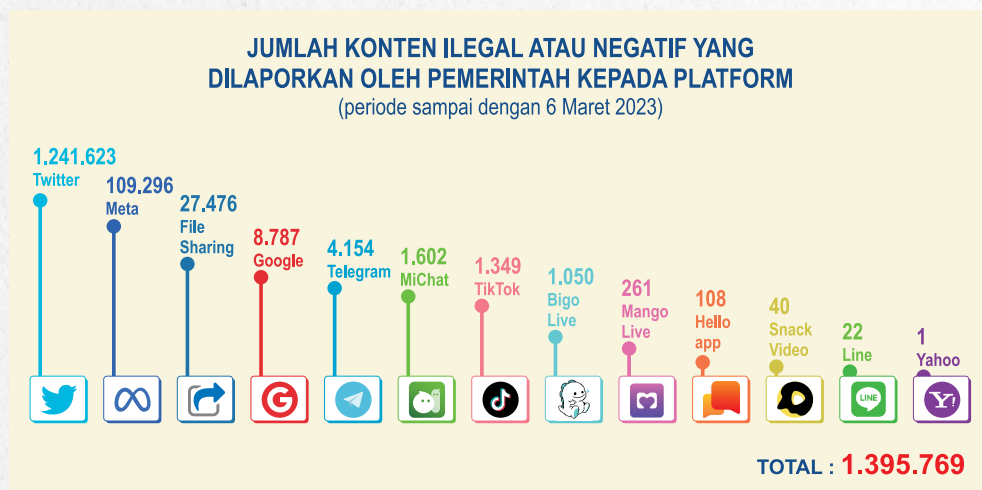 JUMLAH KONTEN ILEGAL ATAU NEGATIF YANG
DILAPORKAN OLEH PEMERINTAH KEPADA PLATFORM
(periode sampai dengan 6 Maret 2023)
1.241.623
Twitter
109.296
Meta
27.476
File
Sharing
8.787
Google
4.154
Telegram
1.602
MiChat
1.349
TikTok
1.050
Bigo
Live
261
Mango
Live
108
Hello
app
40
Snack
Video
22
Line
1
Yahoo
G
LINE
Y!
TOTAL : 1.395.769